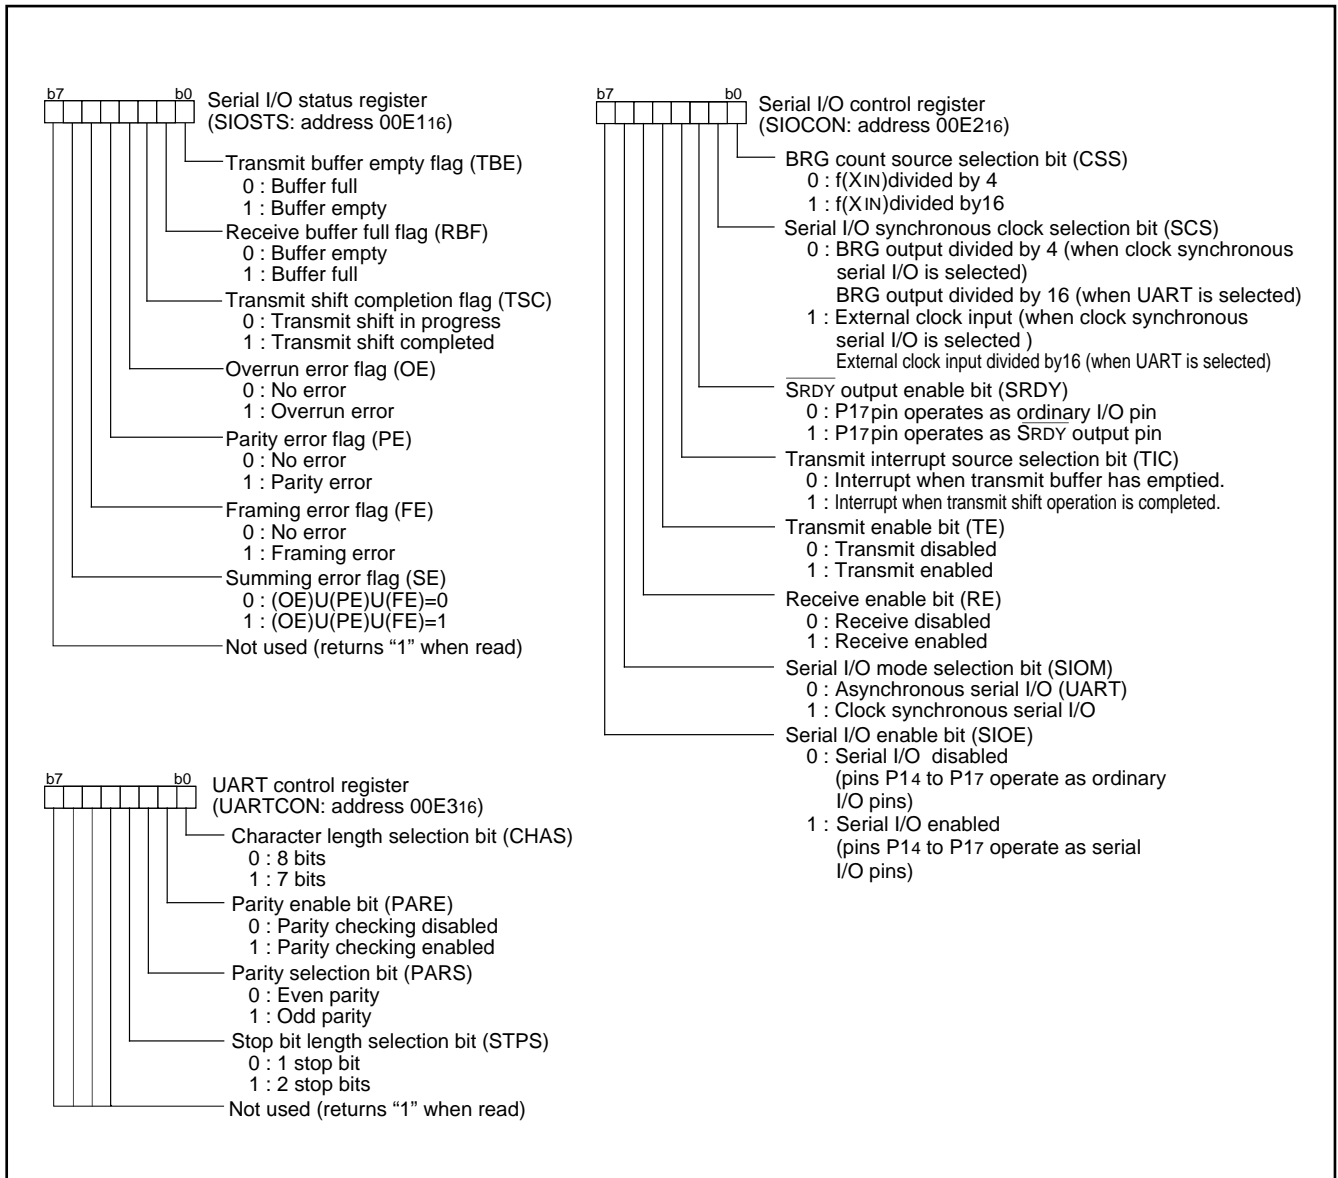 b7 b0
Serial I/O status register
(SIOSTS: address 00E116)
Transmit buffer empty flag (TBE)
0 : Buffer full
1 : Buffer empty
Receive buffer full flag (RBF)
0 : Buffer empty
1 : Buffer full
Transmit shift completion flag (TSC)
0 : Transmit shift in progress
1 : Transmit shift completed
Overrun error flag (OE)
0 : No error
1 : Overrun error
Parity error flag (PE)
0 : No error
1 : Parity error
Framing error flag (FE)
0 : No error
1 : Framing error
Summing error flag (SE)
0 : (OE)U(PE)U(FE)=0
1 : (OE)U(PE)U(FE)=1
Not used (returns “1” when read)
b7 b0
UART control register
(UARTCON: address 00E316)
Character length selection bit (CHAS)
0 : 8 bits
1 : 7 bits
Parity enable bit (PARE)
0 : Parity checking disabled
1 : Parity checking enabled
Parity selection bit (PARS)
0 : Even parity
1 : Odd parity
Stop bit length selection bit (STPS)
0 : 1 stop bit
1 : 2 stop bits
Not used (returns “1” when read)
b7 b0
Serial I/O control register
(SIOCON: address 00E216)
BRG count source selection bit (CSS)
0 : f(XIN)divided by 4
1 : f(XIN)divided by16
Serial I/O synchronous clock selection bit (SCS)
0 : BRG output divided by 4 (when clock synchronous
serial I/O is selected)
BRG output divided by 16 (when UART is selected)
1 : External clock input (when clock synchronous
serial I/O is selected )
External clock input divided by16 (when UART is selected)
SRDY output enable bit (SRDY)
0 : P17pin operates as ordinary I/O pin
1 : P17pin operates as SRDY output pin
Transmit interrupt source selection bit (TIC)
0 : Interrupt when transmit buffer has emptied.
1 : Interrupt when transmit shift operation is completed.
Transmit enable bit (TE)
0 : Transmit disabled
1 : Transmit enabled
Receive enable bit (RE)
0 : Receive disabled
1 : Receive enabled
Serial I/O mode selection bit (SIOM)
0 : Asynchronous serial I/O (UART)
1 : Clock synchronous serial I/O
Serial I/O enable bit (SIOE)
0 : Serial I/O disabled
(pins P14 to P17 operate as ordinary
I/O pins)
1 : Serial I/O enabled
(pins P14 to P17 operate as serial
I/O pins)